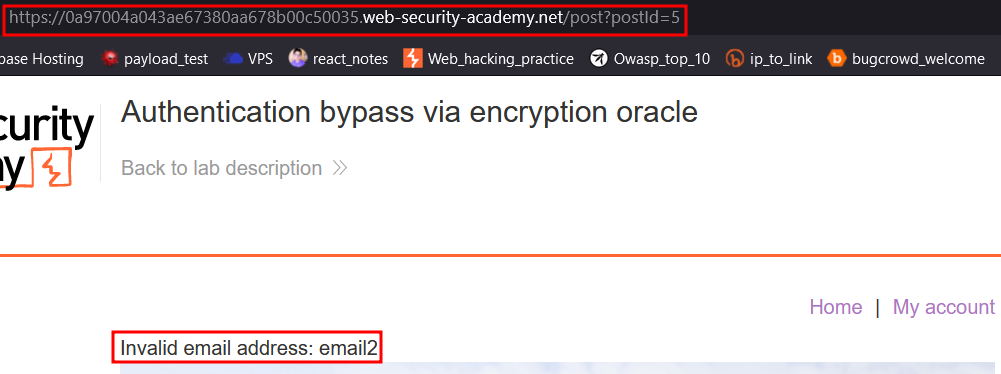 https://0a97004a043ae67380aa678b00c50035.web-security-academy.net/post?postId=5
base Hosting payload_test VPS react_notes Web_hacking_practice Owasp_top_10 ip_to_link bugcrowd_welcome
curity
my
Authentication bypass via encryption oracle
Back to lab description
Home | My account
Invalid email address: email2